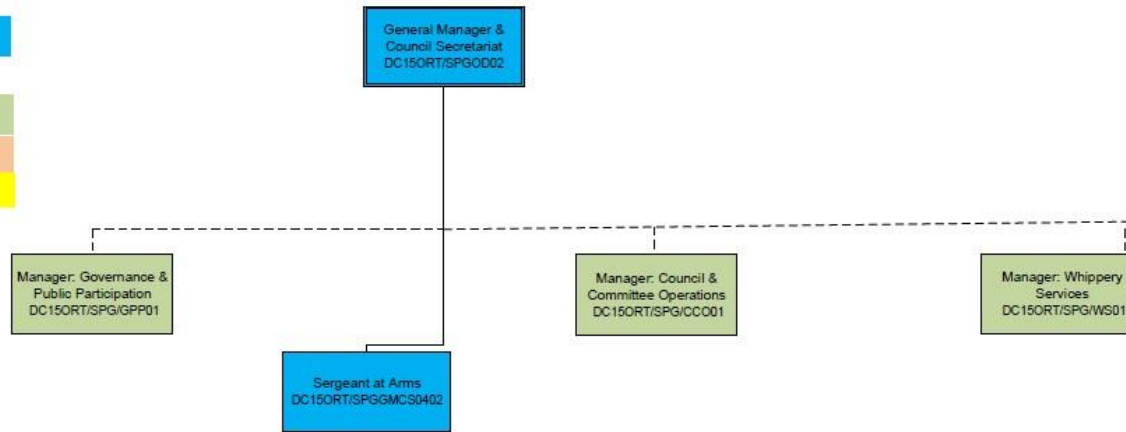 General Manager &
Council Secretariat
DC15ORT/SPGOD02
Manager: Governance &
Public Participation
DC15ORT/SPG/GPP01
Manager: Council &
Committee Operations
DC15ORT/SPG/CCO01
Manager: Whippery
Services
DC15ORT/SPG/WS01
Sergeant at Arms
DC15ORT/SPGGMCS0402